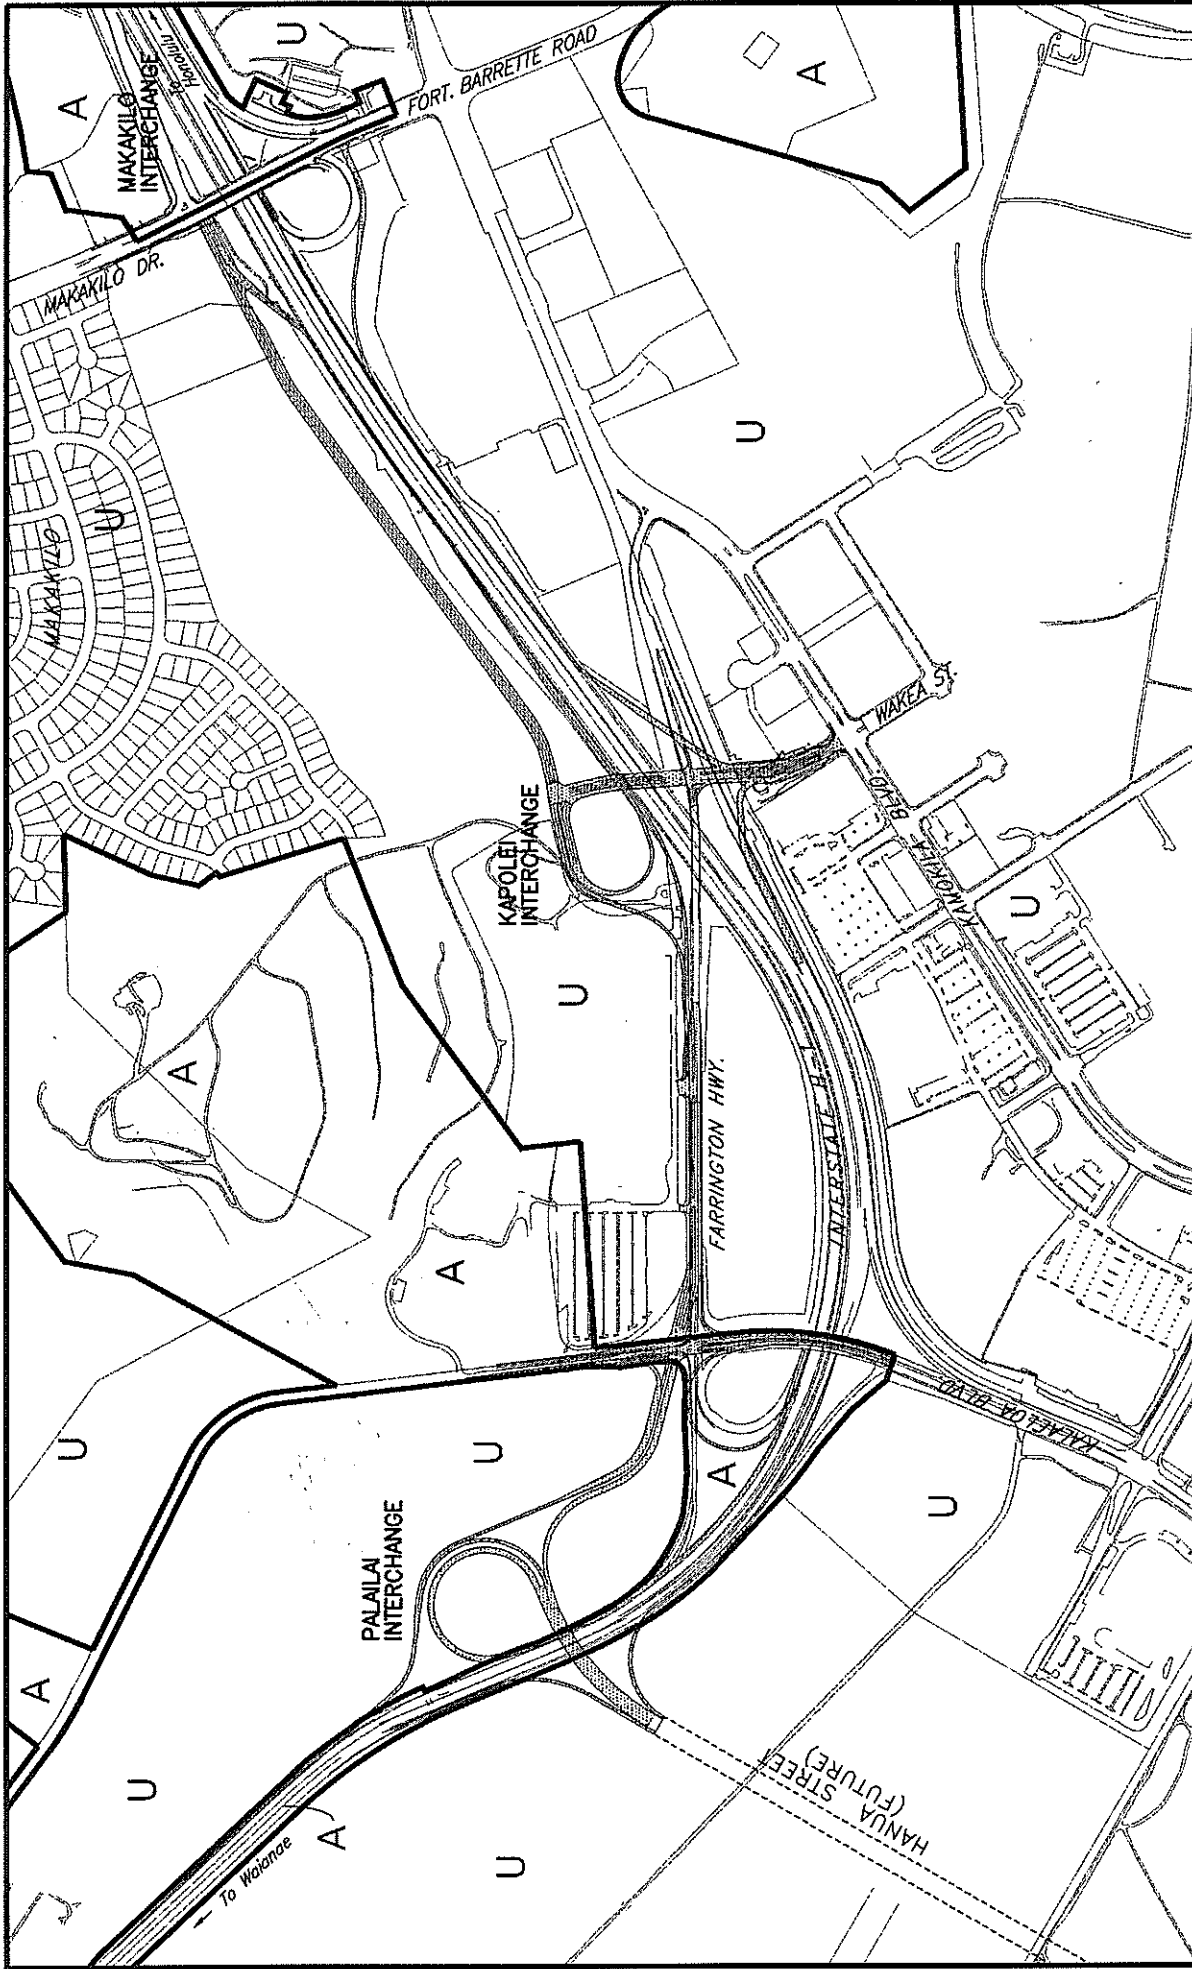 U
A
MAKAKILO
INTERCHANGE
to
Honolulu →
FORT. BARRETTE ROAD
A
MAKAKILO DR.
MAKAKILO
U
U
WAKEA ST.
KAPOLEI
INTERCHANGE
KAMOKILA BLVD.
U
U
A
FARRINGTON HWY.
INTERSTATE H-1
A
KALAELOA BLVD
U
U
A
U
PALAILAI
INTERCHANGE
A
U
A
← To Waianae
U
HANUA STREET
(FUTURE)